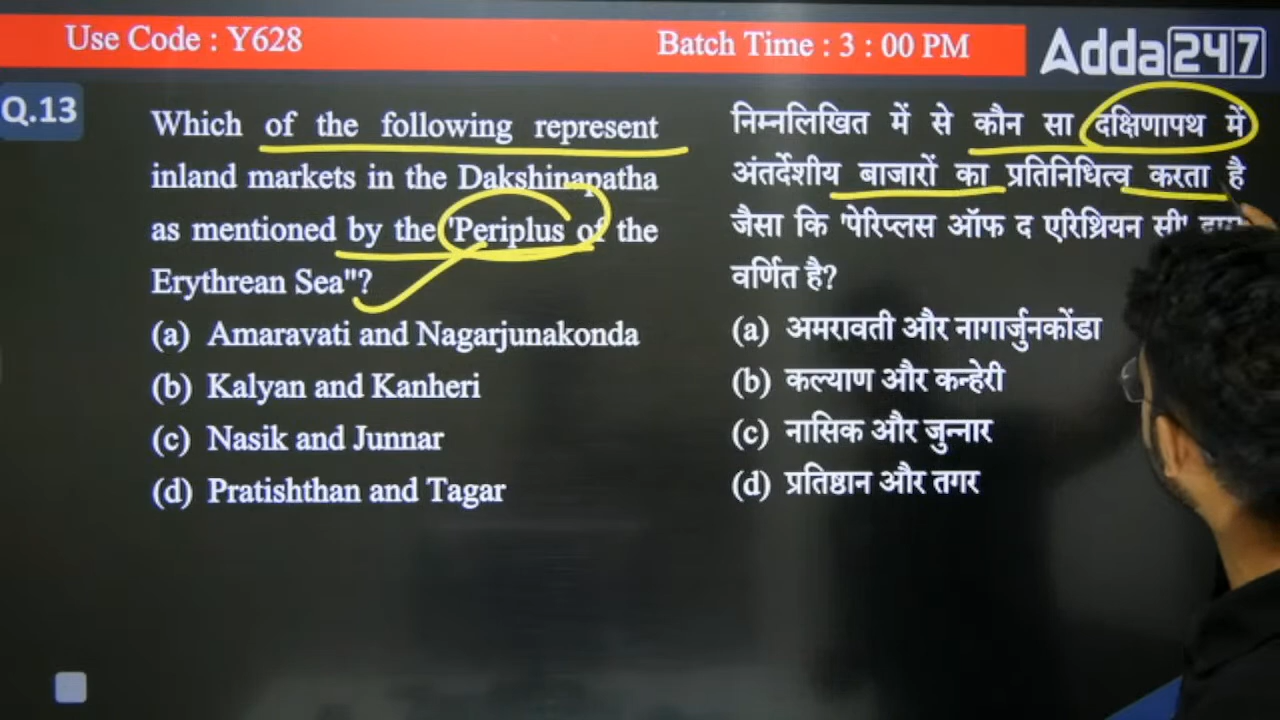 Use Code : Y628
Batch Time : 3 : 00 PM
Adda247
Q.13
Which of the following represent
inland markets in the Dakshinapatha
as mentioned by the 'Periplus of the
Erythrean Sea"?
(a) Amaravati and Nagarjunakonda
(b) Kalyan and Kanheri
(c) Nasik and Junnar
(d) Pratishthan and Tagar
निम्नलिखित में से कौन सा दक्षिणापथ में
अंतर्देशीय बाजारों का प्रतिनिधित्व करता है
जैसा कि 'पेरिप्लस ऑफ द एरिथ्रियन सी'
वर्णित है?
(a) अमरावती और नागार्जुनकोंडा
(b) कल्याण और कन्हेरी
(c) नासिक और जुन्नार
(d) प्रतिष्ठान और तगर